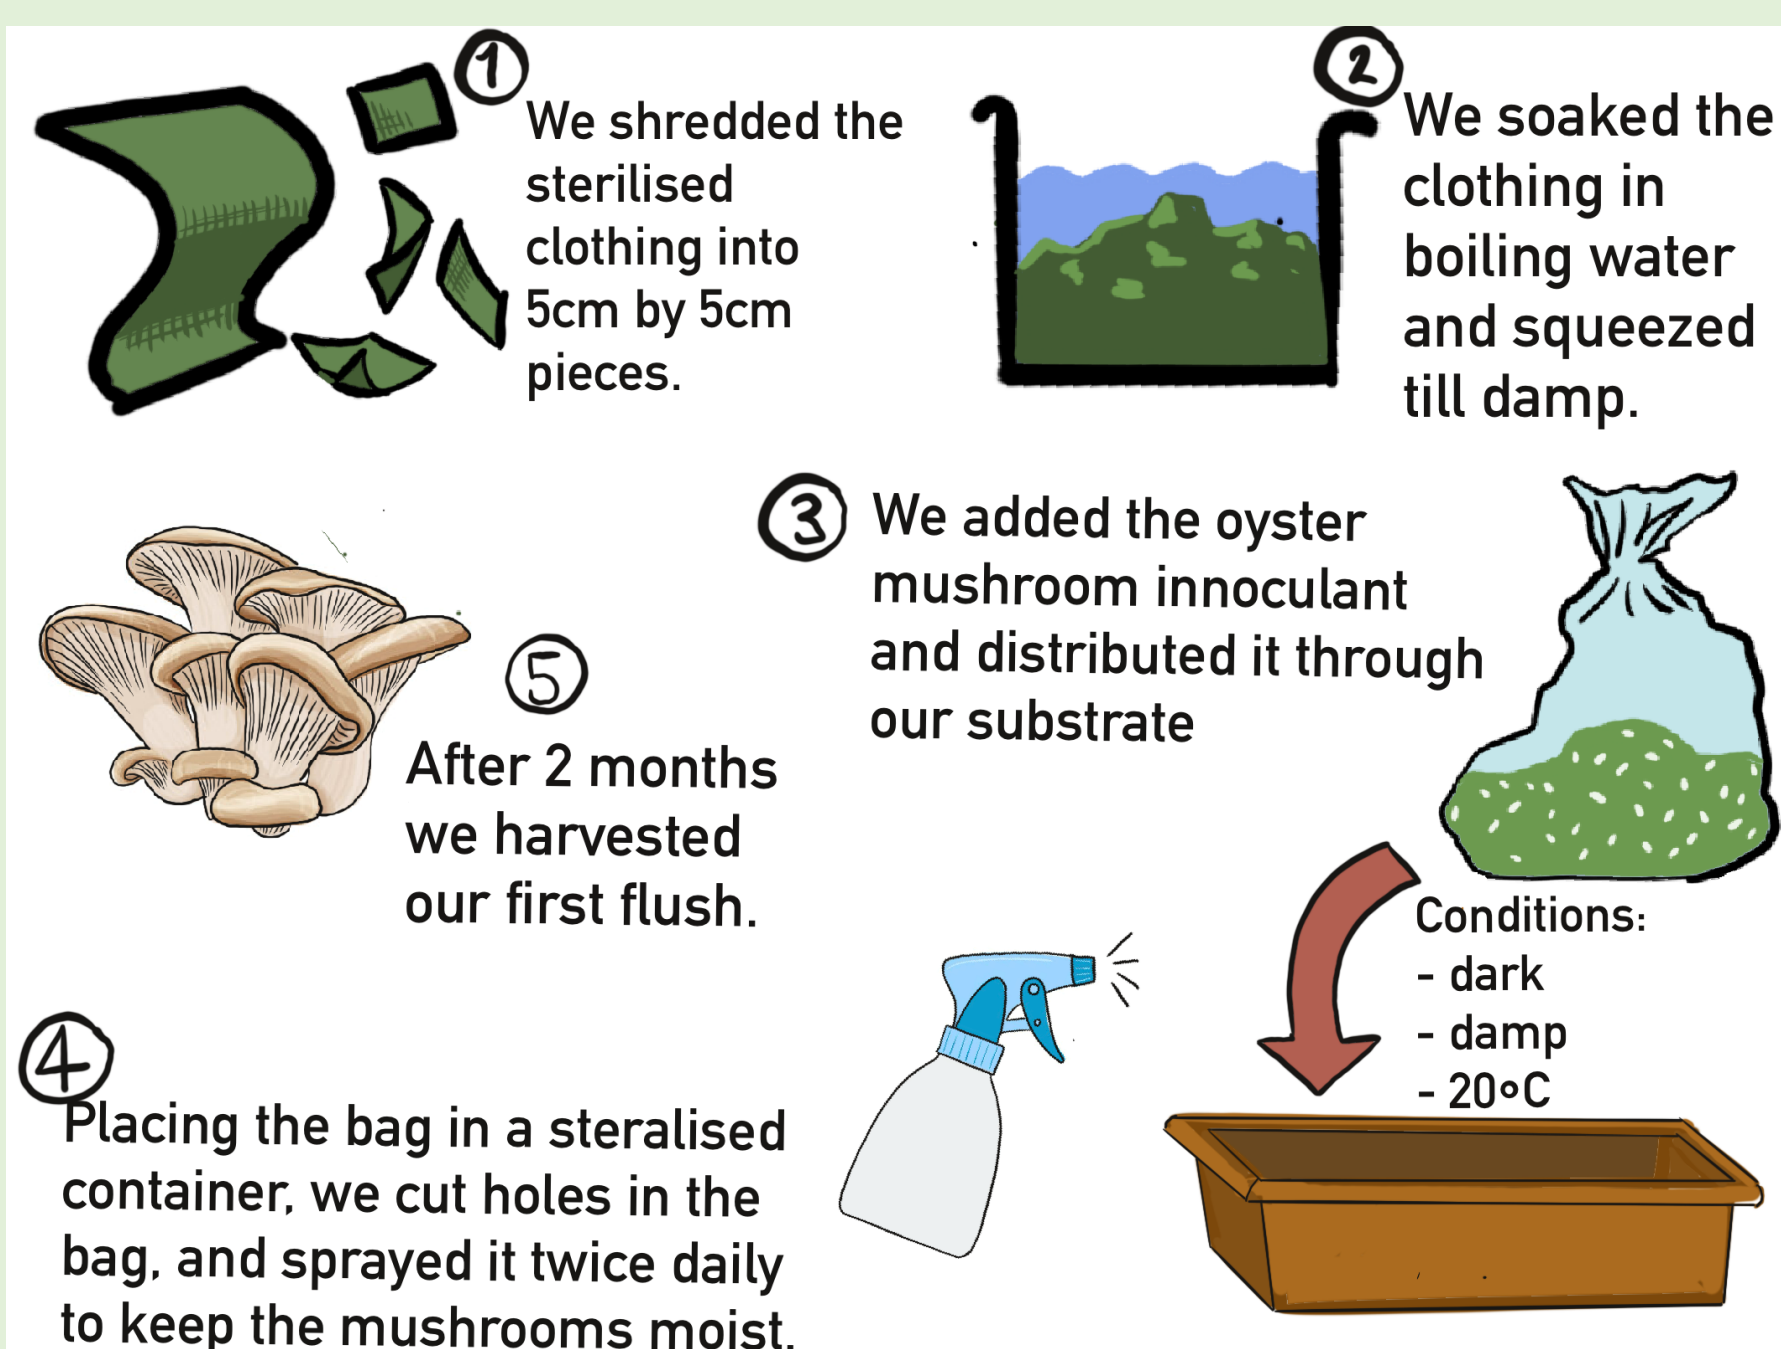 1
We shredded the
sterilised
clothing into
5cm by 5cm
pieces.
2
We soaked the
clothing in
boiling water
and squeezed
till damp.
3
We added the oyster
mushroom innoculant
and distributed it through
our substrate
Conditions:
- dark
- damp
- 20°C
4
Placing the bag in a steralised
container, we cut holes in the
bag, and sprayed it twice daily
to keep the mushrooms moist.
5
After 2 months
we harvested
our first flush.